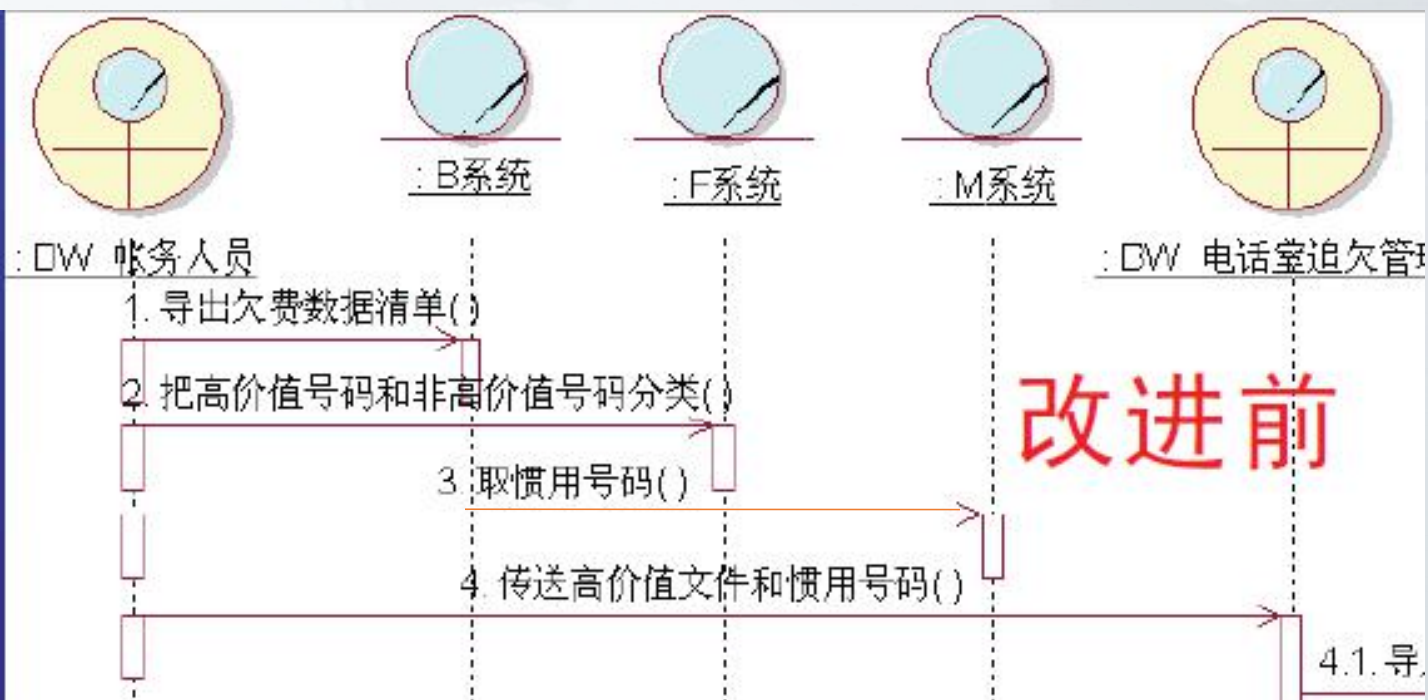 : DW 帐务人员
: B系统
: F系统
: M系统
: DW 电话室追欠管
1. 导出欠费数据清单( )
2. 把高价值号码和非高价值号码分类( )
改进前
3. 取惯用号码( )
4. 传送高价值文件和惯用号码( )
4.1. 导